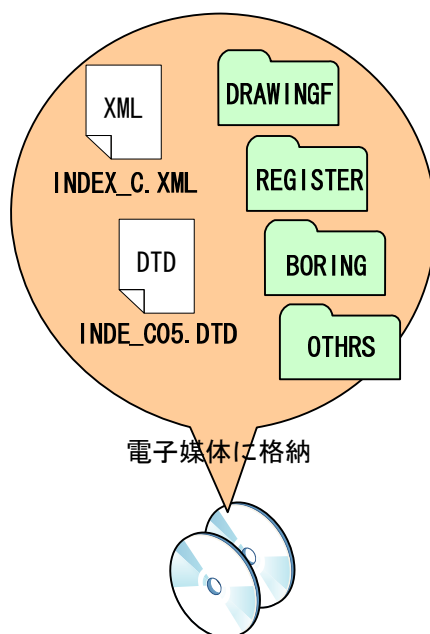 XML
INDEX_C.XML
DTD
INDE_C05.DTD
DRAWINGF
REGISTER
BORING
OTHRS
電子媒体に格納